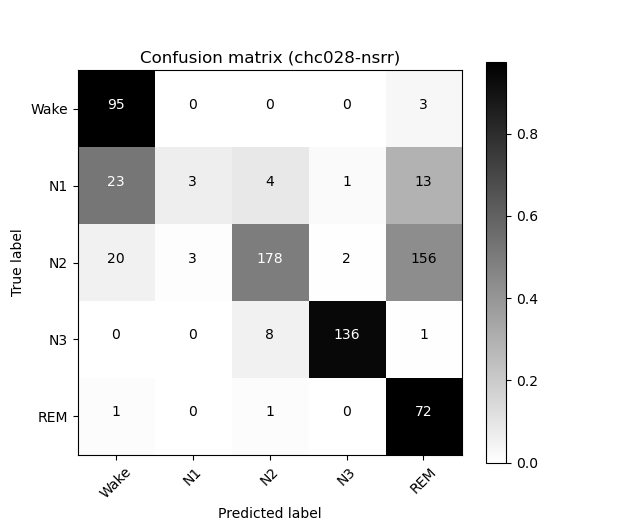 Confusion matrix (chc028-nsrr)
Wake 95 0 0 0 3
N1 23 3 4 1 13
N2 20 3 178 2 156
N3 0 0 8 136 1
REM 1 0 1 0 72
Wake N1 N2 N3 REM
Predicted label
True label
0.8
0.6
0.4
0.2
0.0